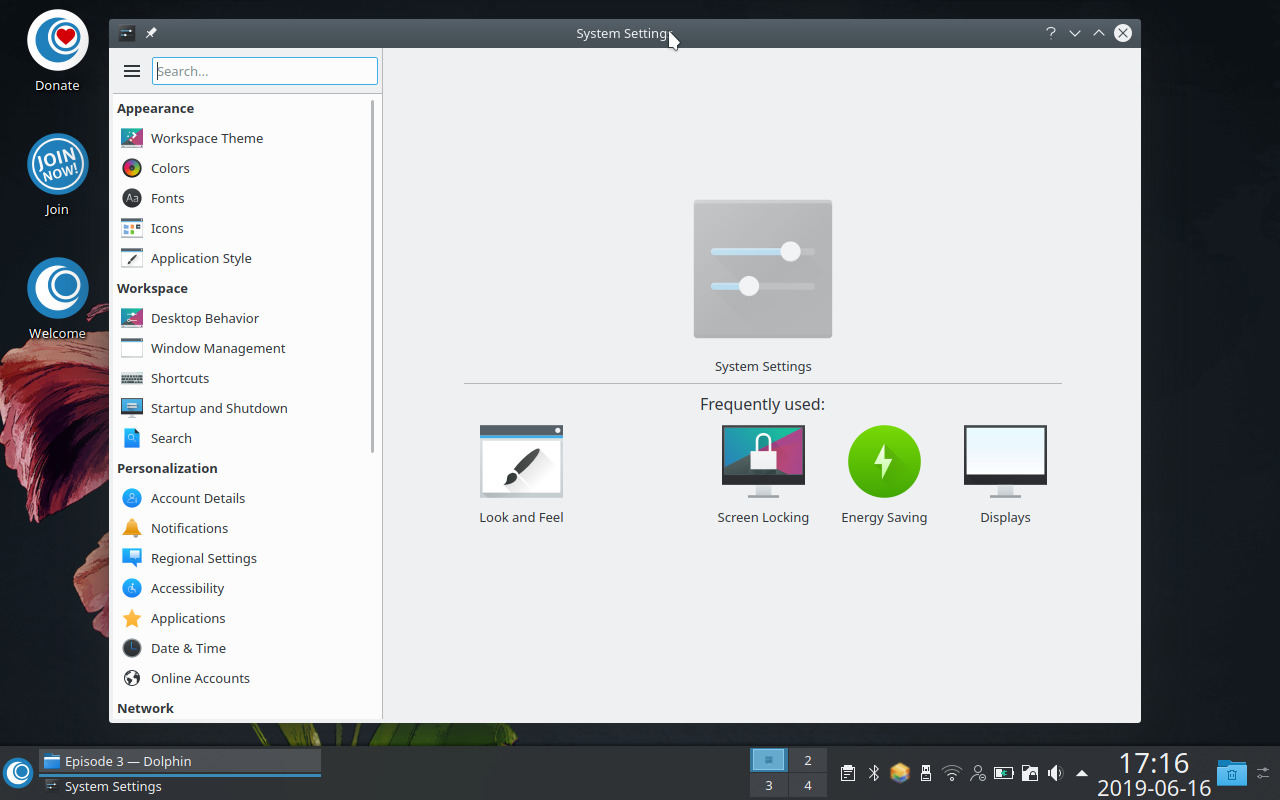 Donate
JOIN
NOW!
Join
Welcome
System Settings
Search...
Appearance
Workspace Theme
Colors
Aa
Fonts
Icons
Application Style
Workspace
Desktop Behavior
Window Management
Shortcuts
Startup and Shutdown
Search
Personalization
Account Details
Notifications
Regional Settings
Accessibility
Applications
Date & Time
Online Accounts
Network
System Settings
Frequently used:
Look and Feel
Screen Locking
Energy Saving
Displays
Episode 3 — Dolphin
System Settings
2
3
4
17:16
2019-06-16